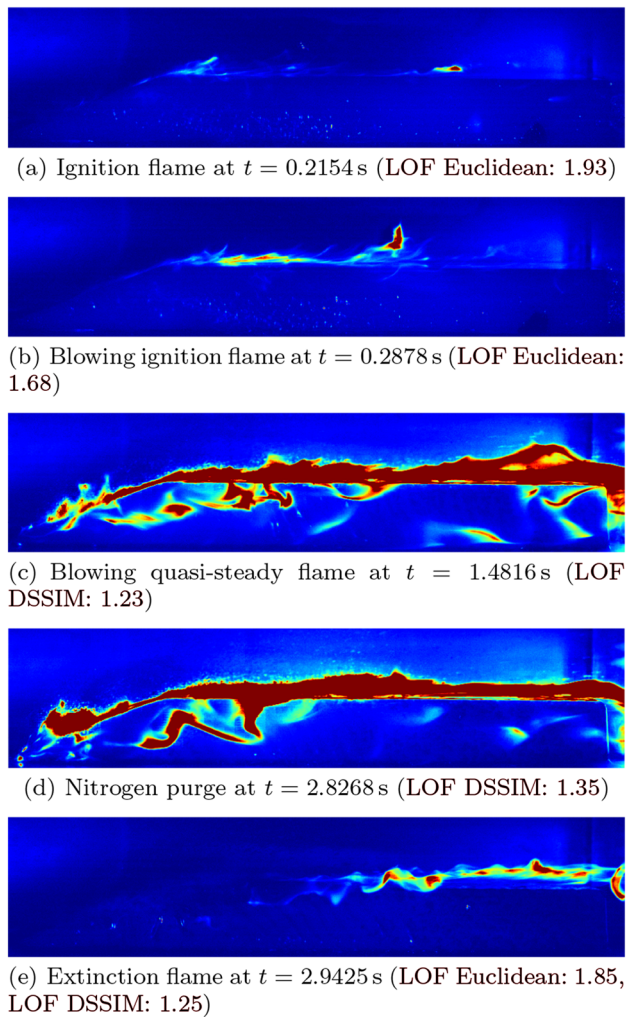 (a) Ignition flame at t = 0.2154 s (LOF Euclidean: 1.93)
(b) Blowing ignition flame at t = 0.2878 s (LOF Euclidean:
1.68)
(c) Blowing quasi-steady flame at t = 1.4816 s (LOF
DSSIM: 1.23)
(d) Nitrogen purge at t = 2.8268 s (LOF DSSIM: 1.35)
(e) Extinction flame at t = 2.9425 s (LOF Euclidean: 1.85,
LOF DSSIM: 1.25)